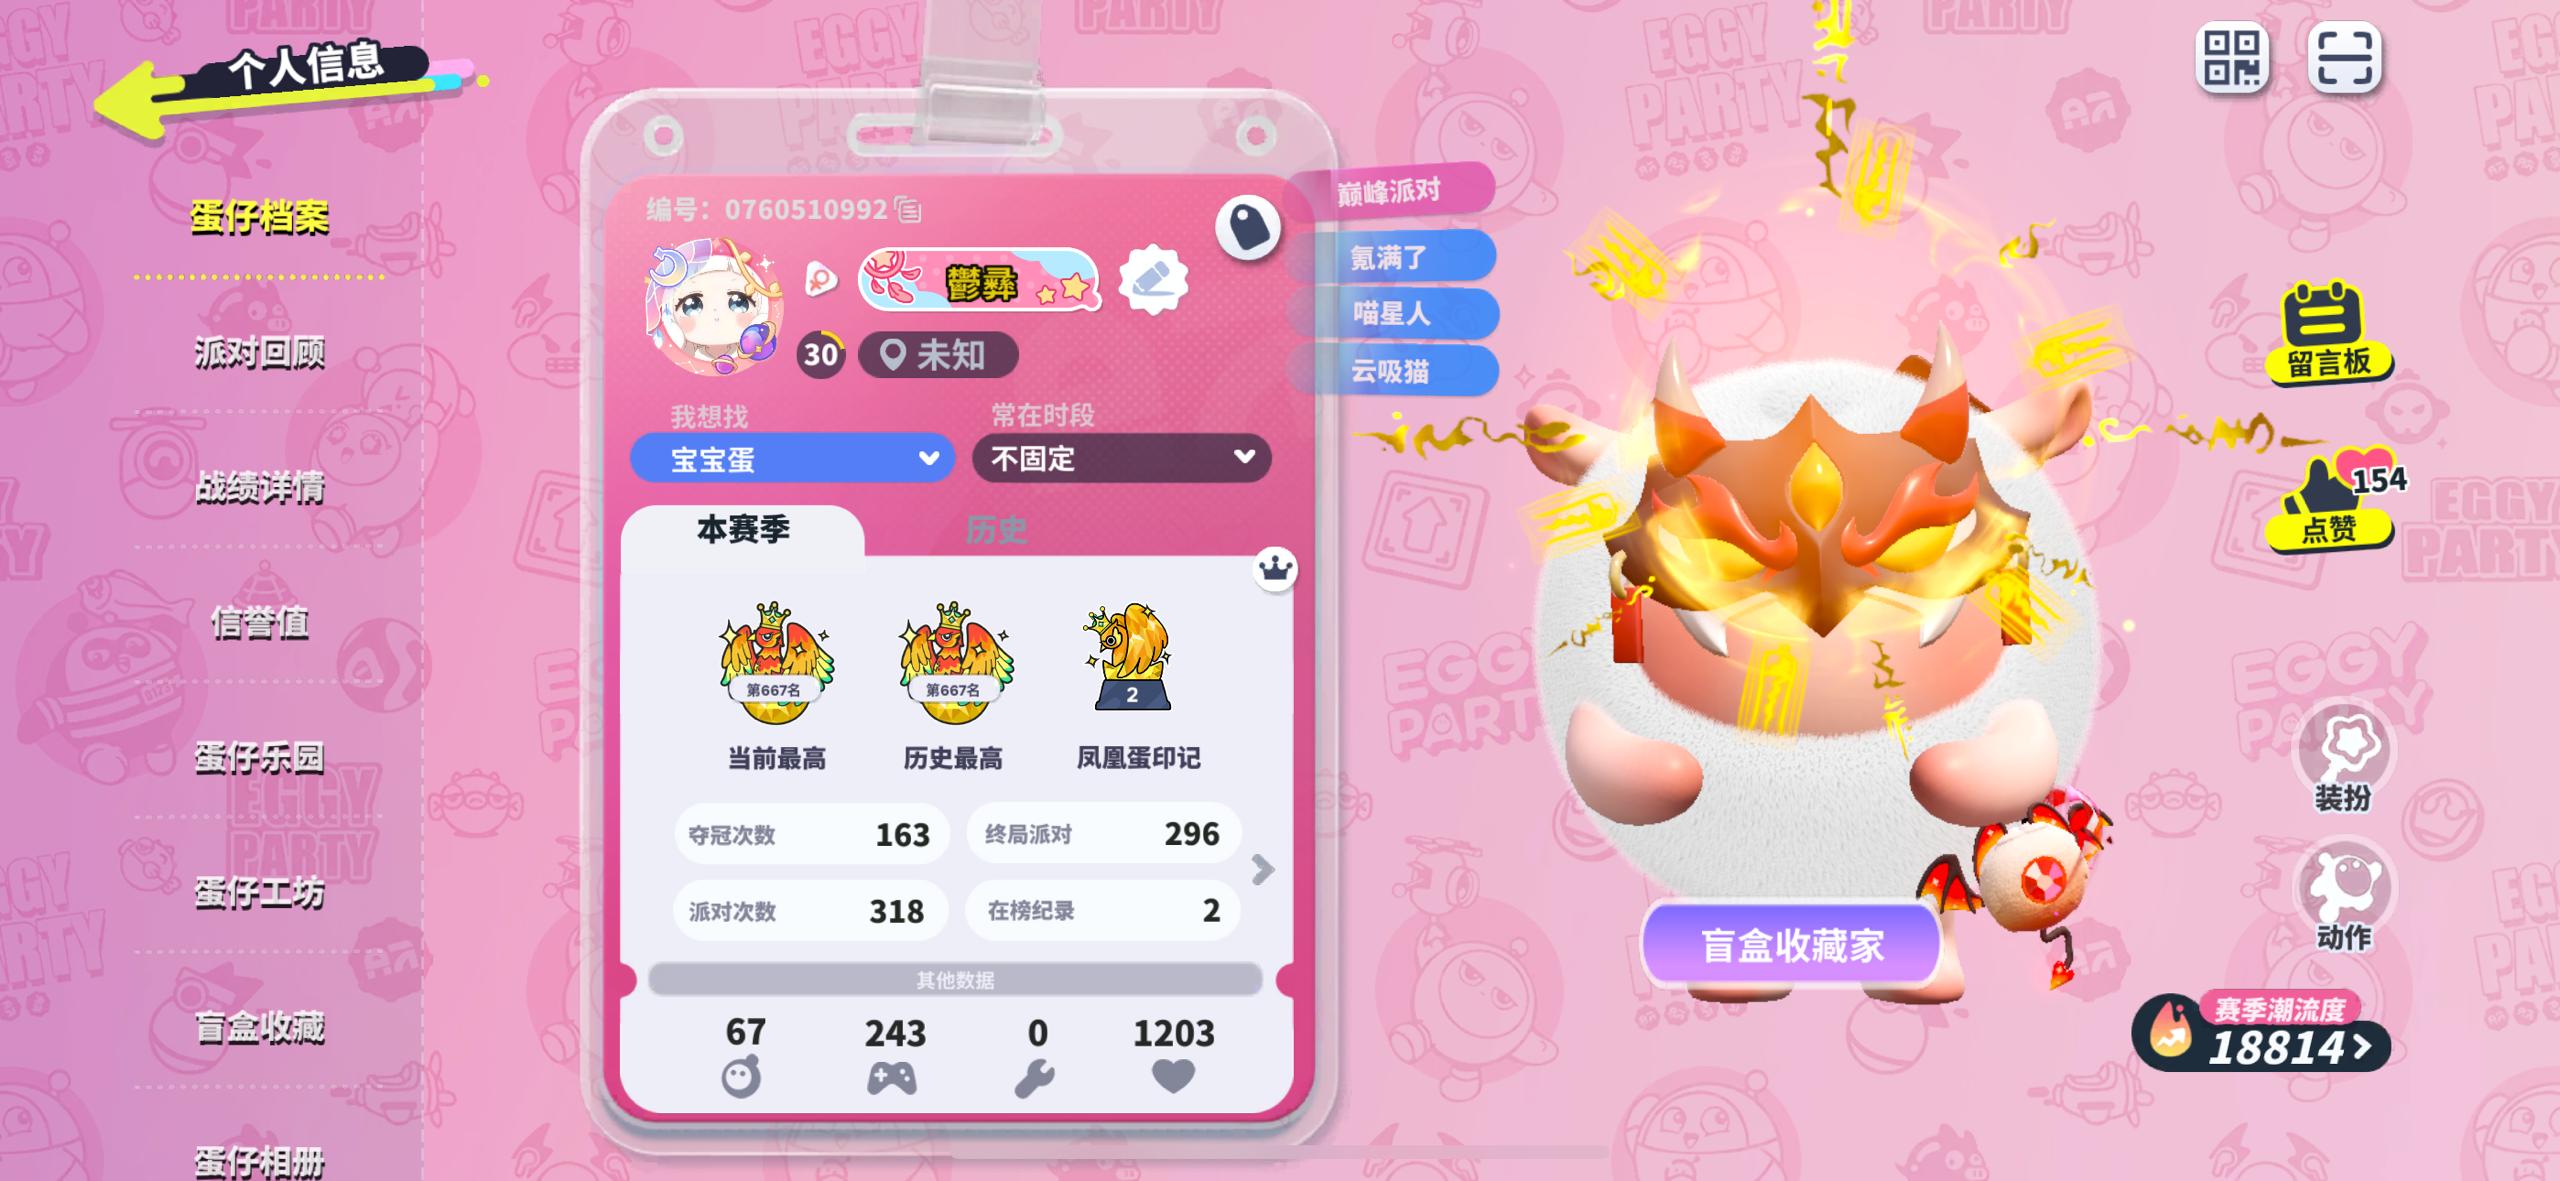 个人信息
蛋仔档案
派对回顾
战绩详情
信誉值
蛋仔乐园
蛋仔工坊
盲盒收藏
蛋仔相册
编号：0760510992
鬱彛
30
未知
我想找
常在时段
宝宝蛋
不固定
本赛季
历史
第667名
第667名
2
当前最高
历史最高
凤凰蛋印记
夺冠次数 163
终局派对 296
派对次数 318
在榜纪录 2
其他数据
67
243
0
1203
巅峰派对
氪满了
喵星人
云吸猫
盲盒收藏家
留言板
154
点赞
装扮
动作
赛季潮流度
18814
EGGY PARTY